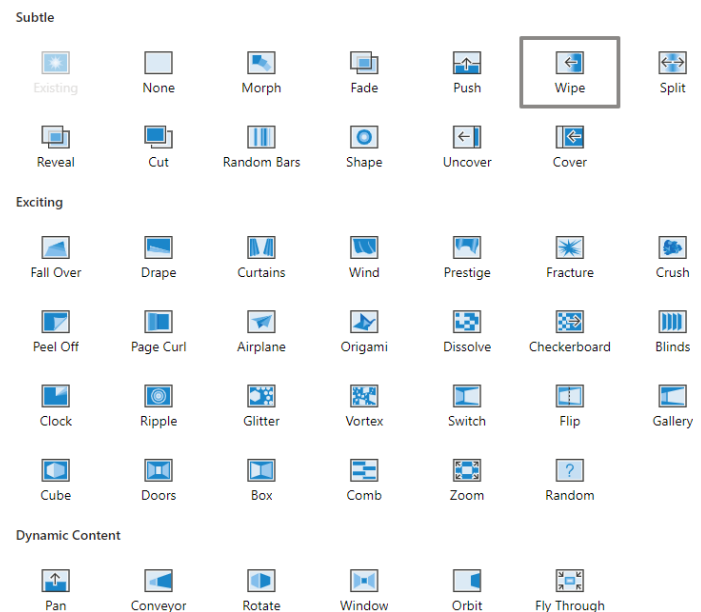 Subtle
Existing None Morph Fade Push Wipe Split
Reveal Cut Random Bars Shape Uncover Cover
Exciting
Fall Over Drape Curtains Wind Prestige Fracture Crush
Peel Off Page Curl Airplane Origami Dissolve Checkerboard Blinds
Clock Ripple Glitter Vortex Switch Flip Gallery
Cube Doors Box Comb Zoom Random
Dynamic Content
Pan Conveyor Rotate Window Orbit Fly Through